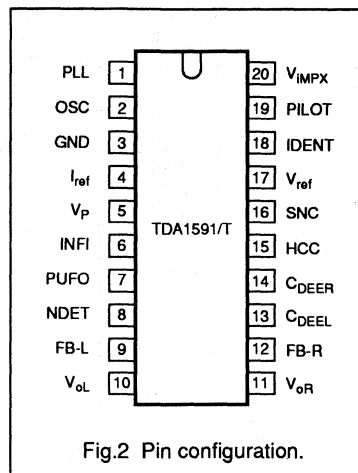 PLL 1 20 ViMPX
OSC 2 19 PILOT
GND 3 18 IDENT
Iref 4 17 Vref
VP 5 16 SNC
TDA1591/T
INFI 6 15 HCC
PUFO 7 14 CDEER
NDET 8 13 CDEEL
FB-L 9 12 FB-R
VoL 10 11 VoR
Fig.2 Pin configuration.